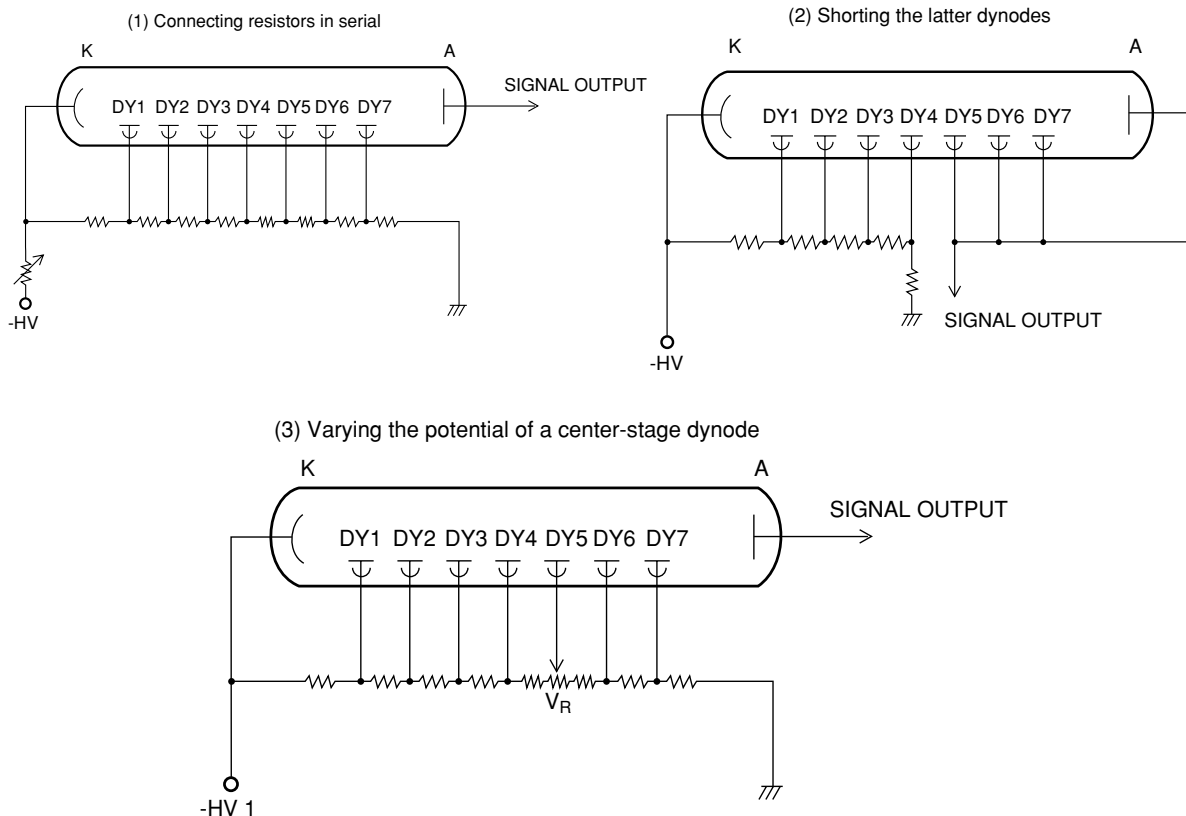 (1) Connecting resistors in serial
K A
DY1 DY2 DY3 DY4 DY5 DY6 DY7
SIGNAL OUTPUT
-HV
(2) Shorting the latter dynodes
K A
DY1 DY2 DY3 DY4 DY5 DY6 DY7
SIGNAL OUTPUT
-HV
(3) Varying the potential of a center-stage dynode
K A
SIGNAL OUTPUT
DY1 DY2 DY3 DY4 DY5 DY6 DY7
VR
-HV 1